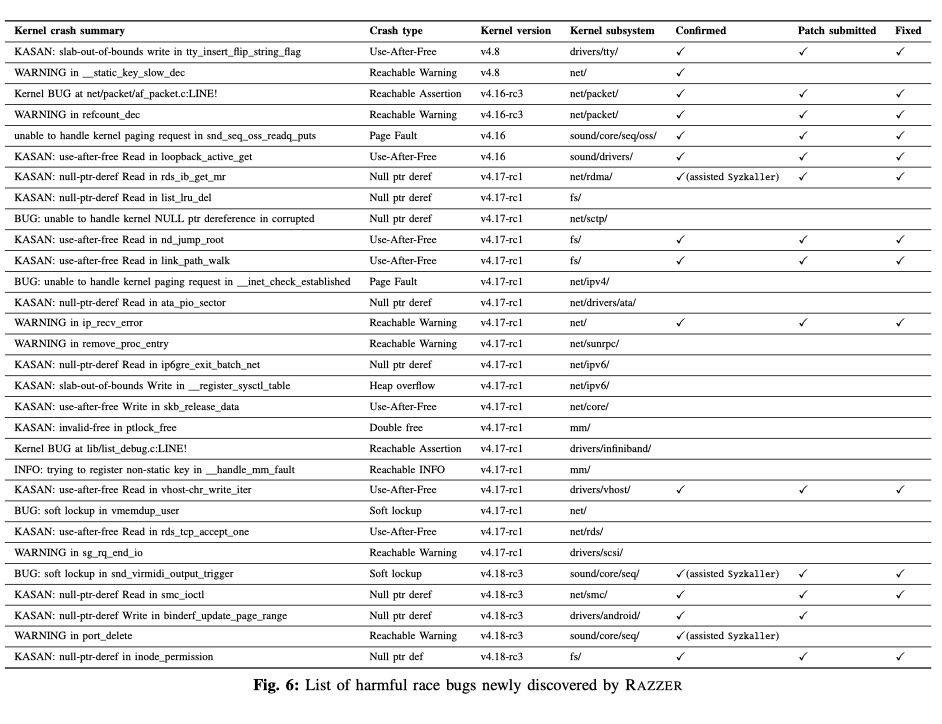 Kernel crash summary Crash type Kernel version Kernel subsystem Confirmed Patch submitted Fixed
KASAN: slab-out-of-bounds write in tty_insert_flip_string_flag Use-After-Free v4.8 drivers/tty/ ✓ ✓ ✓
WARNING in __static_key_slow_dec Reachable Warning v4.8 net/ ✓
Kernel BUG at net/packet/af_packet.c:LINE! Reachable Assertion v4.16-rc3 net/packet/ ✓ ✓ ✓
WARNING in refcount_dec Reachable Warning v4.16-rc3 net/packet/ ✓ ✓ ✓
unable to handle kernel paging request in snd_seq_oss_readq_puts Page Fault v4.16 sound/core/seq/oss/ ✓ ✓ ✓
KASAN: use-after-free Read in loopback_active_get Use-After-Free v4.16 sound/drivers/ ✓ ✓ ✓
KASAN: null-ptr-deref Read in rds_ib_get_mr Null ptr deref v4.17-rc1 net/rdma/ ✓(assisted Syzkaller) ✓ ✓
KASAN: null-ptr-deref Read in list_lru_del Null ptr deref v4.17-rc1 fs/
BUG: unable to handle kernel NULL ptr dereference in corrupted Null ptr deref v4.17-rc1 net/sctp/
KASAN: use-after-free Read in nd_jump_root Use-After-Free v4.17-rc1 fs/ ✓ ✓ ✓
KASAN: use-after-free Read in link_path_walk Use-After-Free v4.17-rc1 fs/ ✓ ✓ ✓
BUG: unable to handle kernel paging request in __inet_check_established Page Fault v4.17-rc1 net/ipv4/
KASAN: null-ptr-deref Read in ata_pio_sector Null ptr deref v4.17-rc1 net/drivers/ata/
WARNING in ip_recv_error Reachable Warning v4.17-rc1 net/ ✓ ✓ ✓
WARNING in remove_proc_entry Reachable Warning v4.17-rc1 net/sunrpc/
KASAN: null-ptr-deref Read in ip6gre_exit_batch_net Null ptr deref v4.17-rc1 net/ipv6/
KASAN: slab-out-of-bounds Write in __register_sysctl_table Heap overflow v4.17-rc1 net/ipv6/
KASAN: use-after-free Write in skb_release_data Use-After-Free v4.17-rc1 net/core/
KASAN: invalid-free in ptlock_free Double free v4.17-rc1 mm/
Kernel BUG at lib/list_debug.c:LINE! Reachable Assertion v4.17-rc1 drivers/infiniband/
INFO: trying to register non-static key in __handle_mm_fault Reachable INFO v4.17-rc1 mm/
KASAN: use-after-free Read in vhost-chr_write_iter Use-After-Free v4.17-rc1 drivers/vhost/ ✓ ✓ ✓
BUG: soft lockup in vmemdup_user Soft lockup v4.17-rc1 net/
KASAN: use-after-free Read in rds_tcp_accept_one Use-After-Free v4.17-rc1 net/rds/
WARNING in sg_rq_end_io Reachable Warning v4.17-rc1 drivers/scsi/
BUG: soft lockup in snd_virmidi_output_trigger Soft lockup v4.18-rc3 sound/core/seq/ ✓(assisted Syzkaller) ✓ ✓
KASAN: null-ptr-deref Read in smc_ioctl Null ptr deref v4.18-rc3 net/smc/ ✓ ✓ ✓
KASAN: null-ptr-deref Write in binderf_update_page_range Null ptr deref v4.18-rc3 drivers/android/ ✓ ✓
WARNING in port_delete Reachable Warning v4.18-rc3 sound/core/seq/ ✓(assisted Syzkaller)
KASAN: null-ptr-deref in inode_permission Null ptr def v4.18-rc3 fs/ ✓ ✓ ✓
Fig. 6: List of harmful race bugs newly discovered by RAZZER